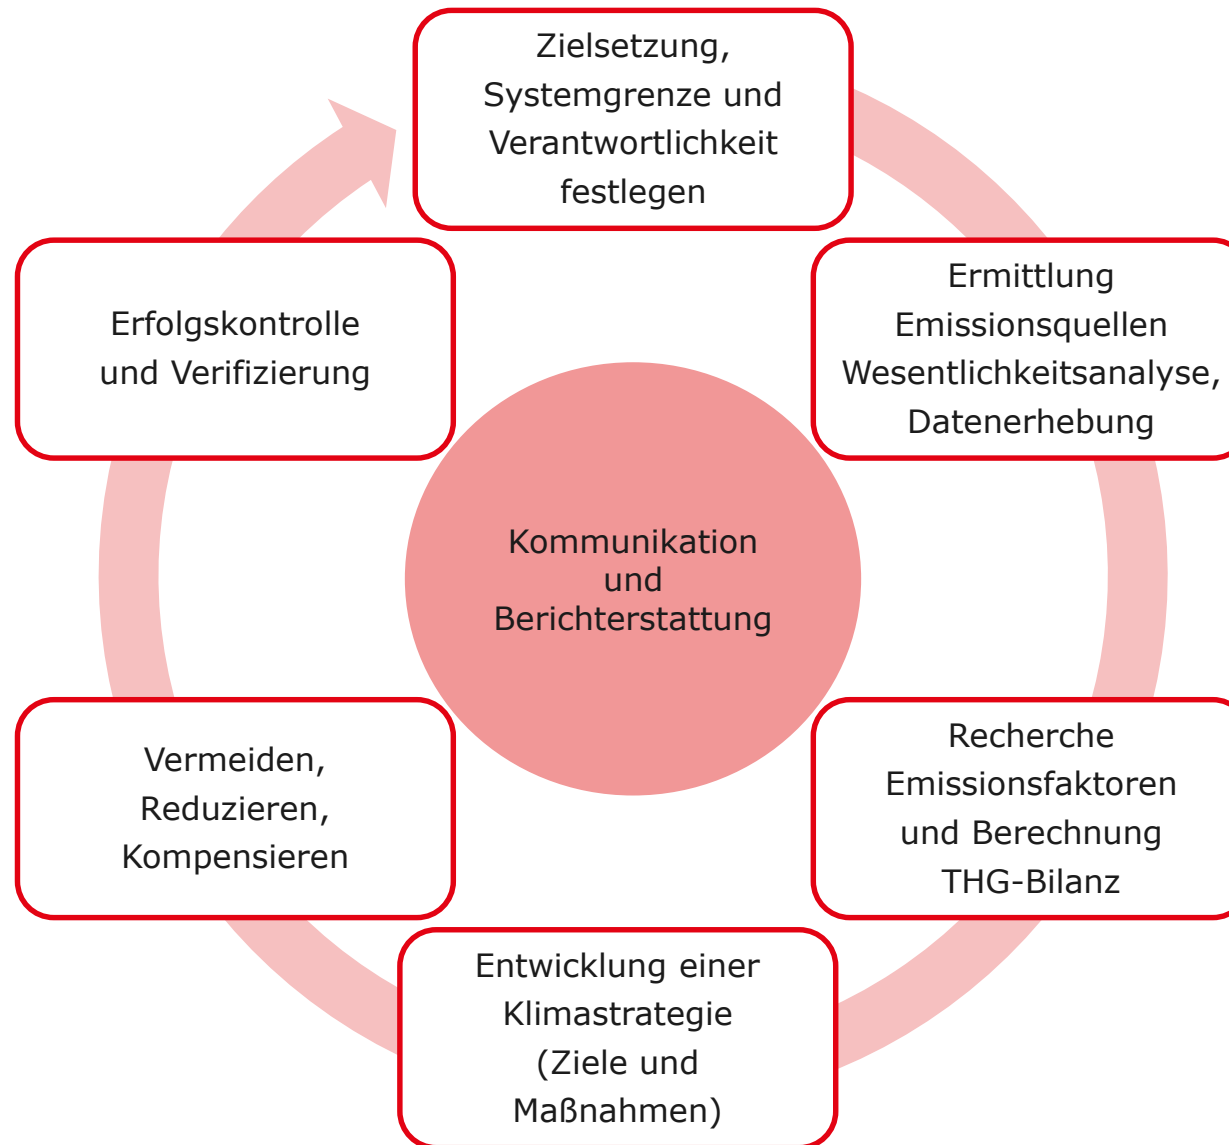 Zielsetzung,
Systemgrenze und
Verantwortlichkeit
festlegen
Ermittlung
Emissionsquellen
Wesentlichkeitsanalyse,
Datenerhebung
Recherche
Emissionsfaktoren
und Berechnung
THG-Bilanz
Entwicklung einer
Klimastrategie
(Ziele und
Maßnahmen)
Vermeiden,
Reduzieren,
Kompensieren
Erfolgskontrolle
und Verifizierung
Kommunikation
und
Berichterstattung